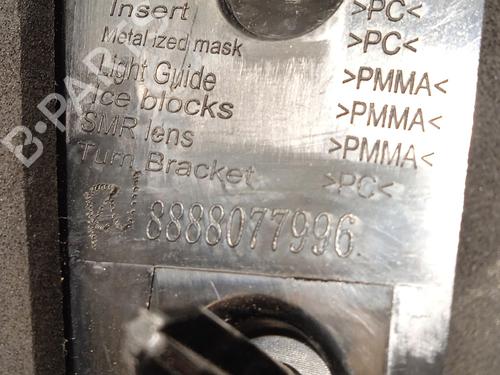 Insert >PC<
Metalized mask >PC<
Light Guide >PMMA<
Ice blocks >PMMA<
SMR lens >PMMA<
Turn Bracket >PC<
8888077996
B-PARTS